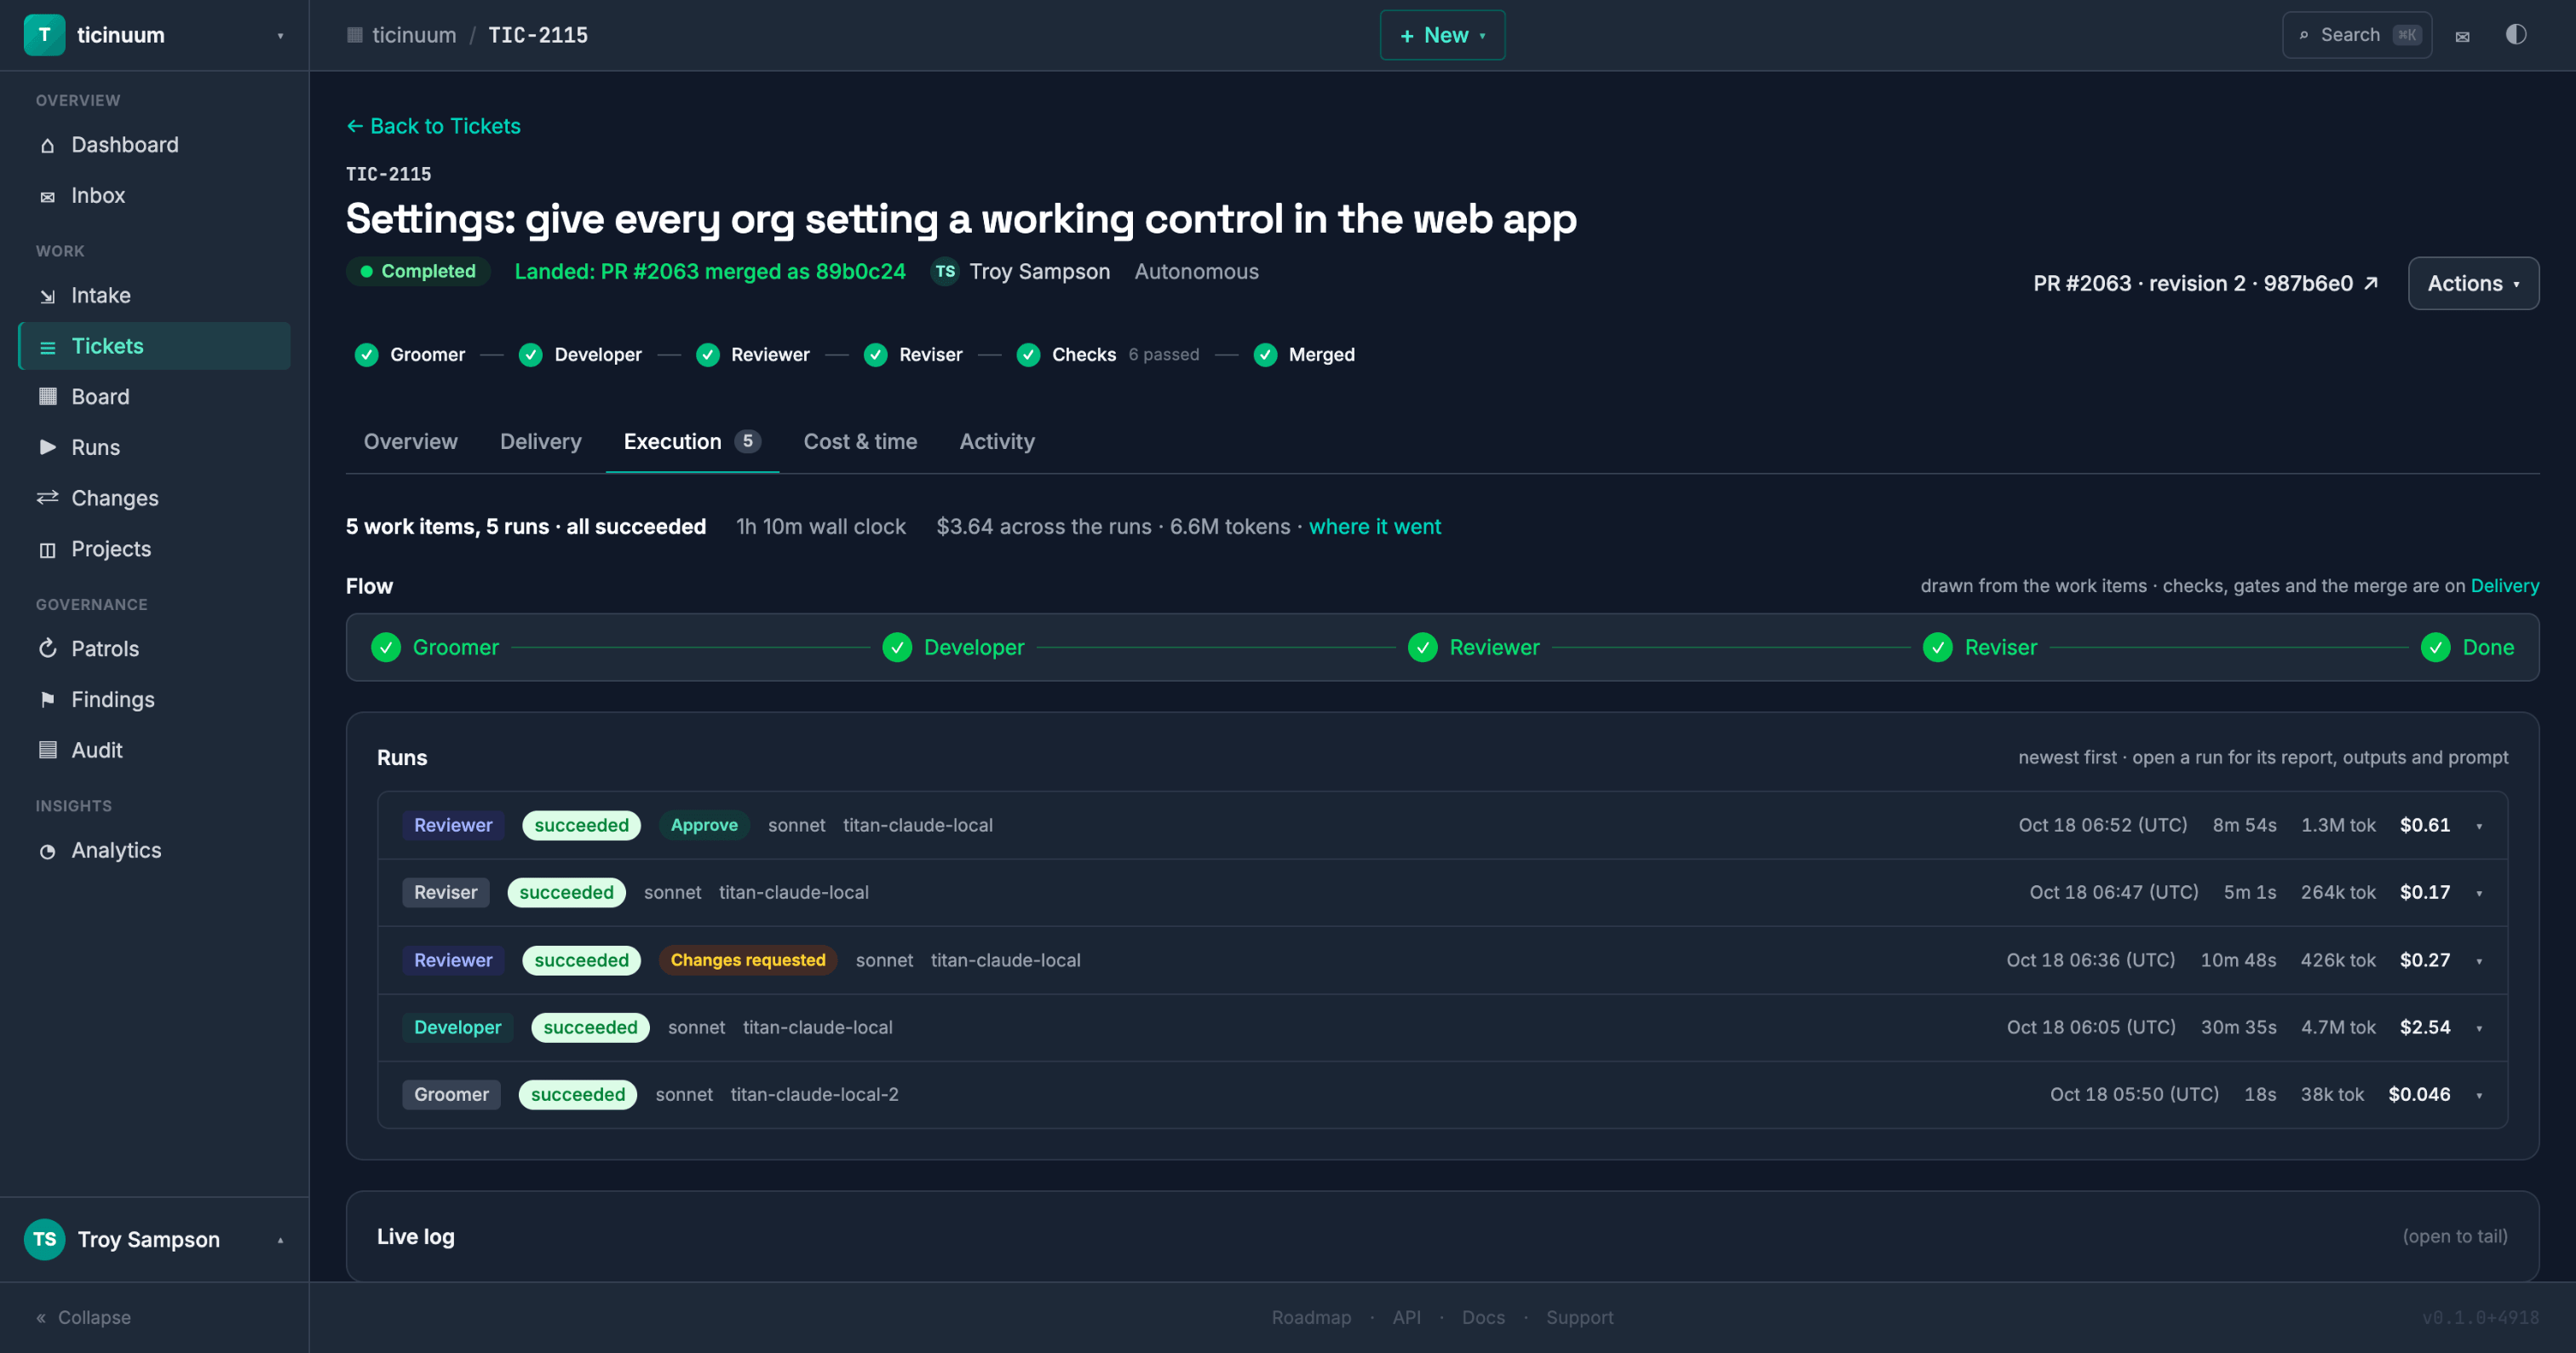 T ticinuum
ticinuum / TIC-2115
+ New
Search ⌘K
OVERVIEW
Dashboard
Inbox
WORK
Intake
Tickets
Board
Runs
Changes
Projects
GOVERNANCE
Patrols
Findings
Audit
INSIGHTS
Analytics
TS Troy Sampson
« Collapse
← Back to Tickets
TIC-2115
Settings: give every org setting a working control in the web app
Completed Landed: PR #2063 merged as 89b0c24 TS Troy Sampson Autonomous
PR #2063 · revision 2 · 987b6e0 ↗ Actions
Groomer Developer Reviewer Reviser Checks 6 passed Merged
Overview Delivery Execution 5 Cost & time Activity
5 work items, 5 runs · all succeeded 1h 10m wall clock $3.64 across the runs · 6.6M tokens · where it went
Flow drawn from the work items · checks, gates and the merge are on Delivery
Groomer Developer Reviewer Reviser Done
Runs newest first · open a run for its report, outputs and prompt
Reviewer succeeded Approve sonnet titan-claude-local Oct 18 06:52 (UTC) 8m 54s 1.3M tok $0.61
Reviser succeeded sonnet titan-claude-local Oct 18 06:47 (UTC) 5m 1s 264k tok $0.17
Reviewer succeeded Changes requested sonnet titan-claude-local Oct 18 06:36 (UTC) 10m 48s 426k tok $0.27
Developer succeeded sonnet titan-claude-local Oct 18 06:05 (UTC) 30m 35s 4.7M tok $2.54
Groomer succeeded sonnet titan-claude-local-2 Oct 18 05:50 (UTC) 18s 38k tok $0.046
Live log (open to tail)
Roadmap · API · Docs · Support
v0.1.0+4918